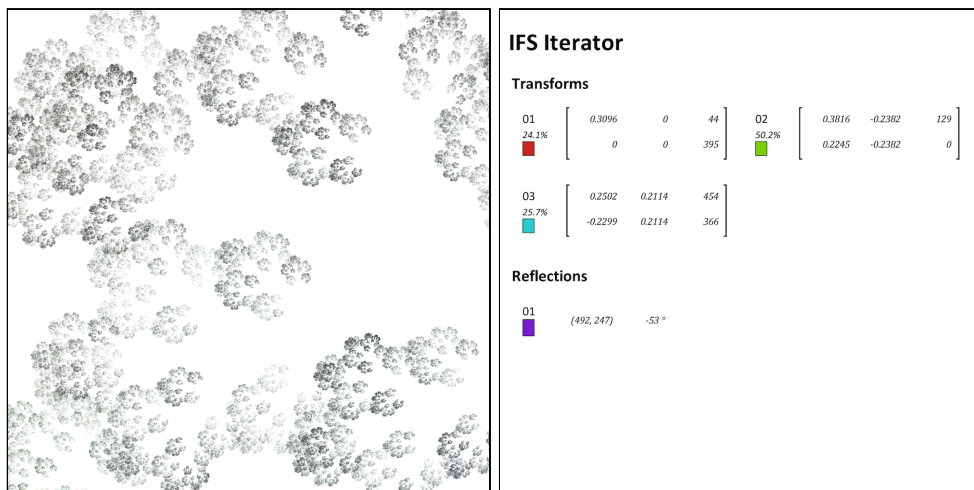 IFS Iterator
Transforms
01
24.1%
0.3096 0 44
0 0 395
02
50.2%
0.3816 -0.2382 129
0.2245 -0.2382 0
03
25.7%
0.2502 0.2114 454
-0.2299 0.2114 366
Reflections
01
(492, 247) -53 °